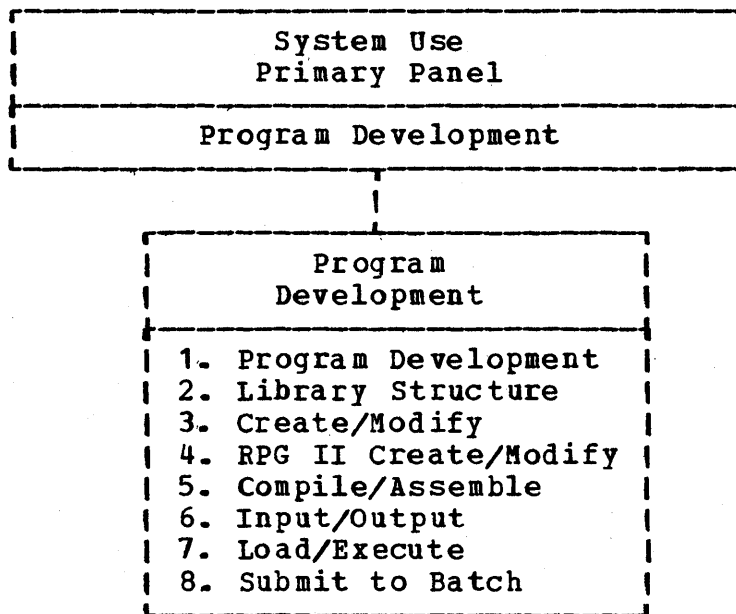 System Use
Primary Panel
Program Development
Program
Development
1. Program Development
2. Library Structure
3. Create/Modify
4. RPG II Create/Modify
5. Compile/Assemble
6. Input/Output
7. Load/Execute
8. Submit to Batch